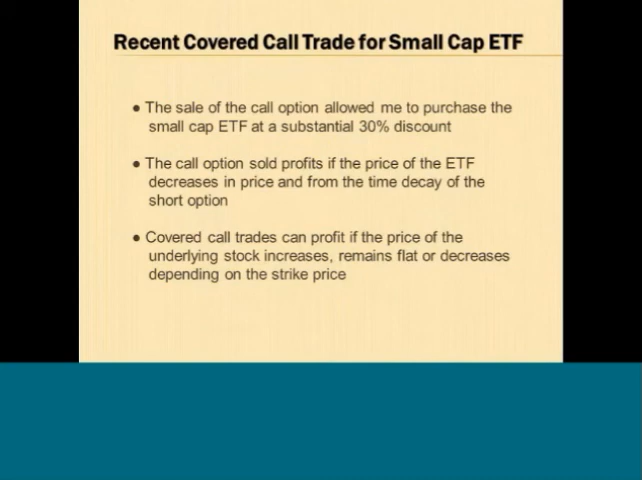 Recent Covered Call Trade for Small Cap ETF
● The sale of the call option allowed me to purchase the
small cap ETF at a substantial 30% discount
● The call option sold profits if the price of the ETF
decreases in price and from the time decay of the
short option
● Covered call trades can profit if the price of the
underlying stock increases, remains flat or decreases
depending on the strike price